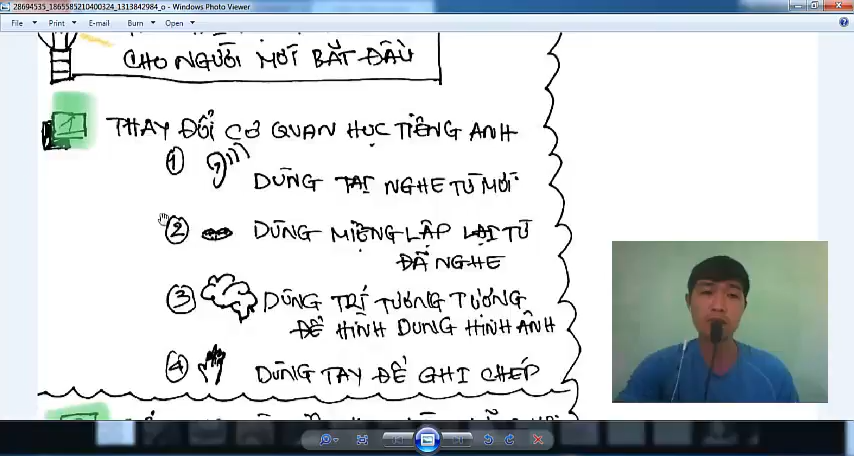 28694535_1865585210400324_1313842984_o - Windows Photo Viewer
File Print E-mail Burn Open
CHO NGƯỜI MỚI BẮT ĐẦU
1 THAY ĐỔI CƠ QUAN HỌC TIẾNG ANH
1 DÙNG TAI NGHE TỪ MỚI
2 DÙNG MIỆNG LẶP LẠI TỪ
ĐÃ NGHE
3 DÙNG TRÍ TƯỞNG TƯỢNG
ĐỂ HÌNH DUNG HÌNH ẢNH
4 DÙNG TAY ĐỂ GHI CHÉP